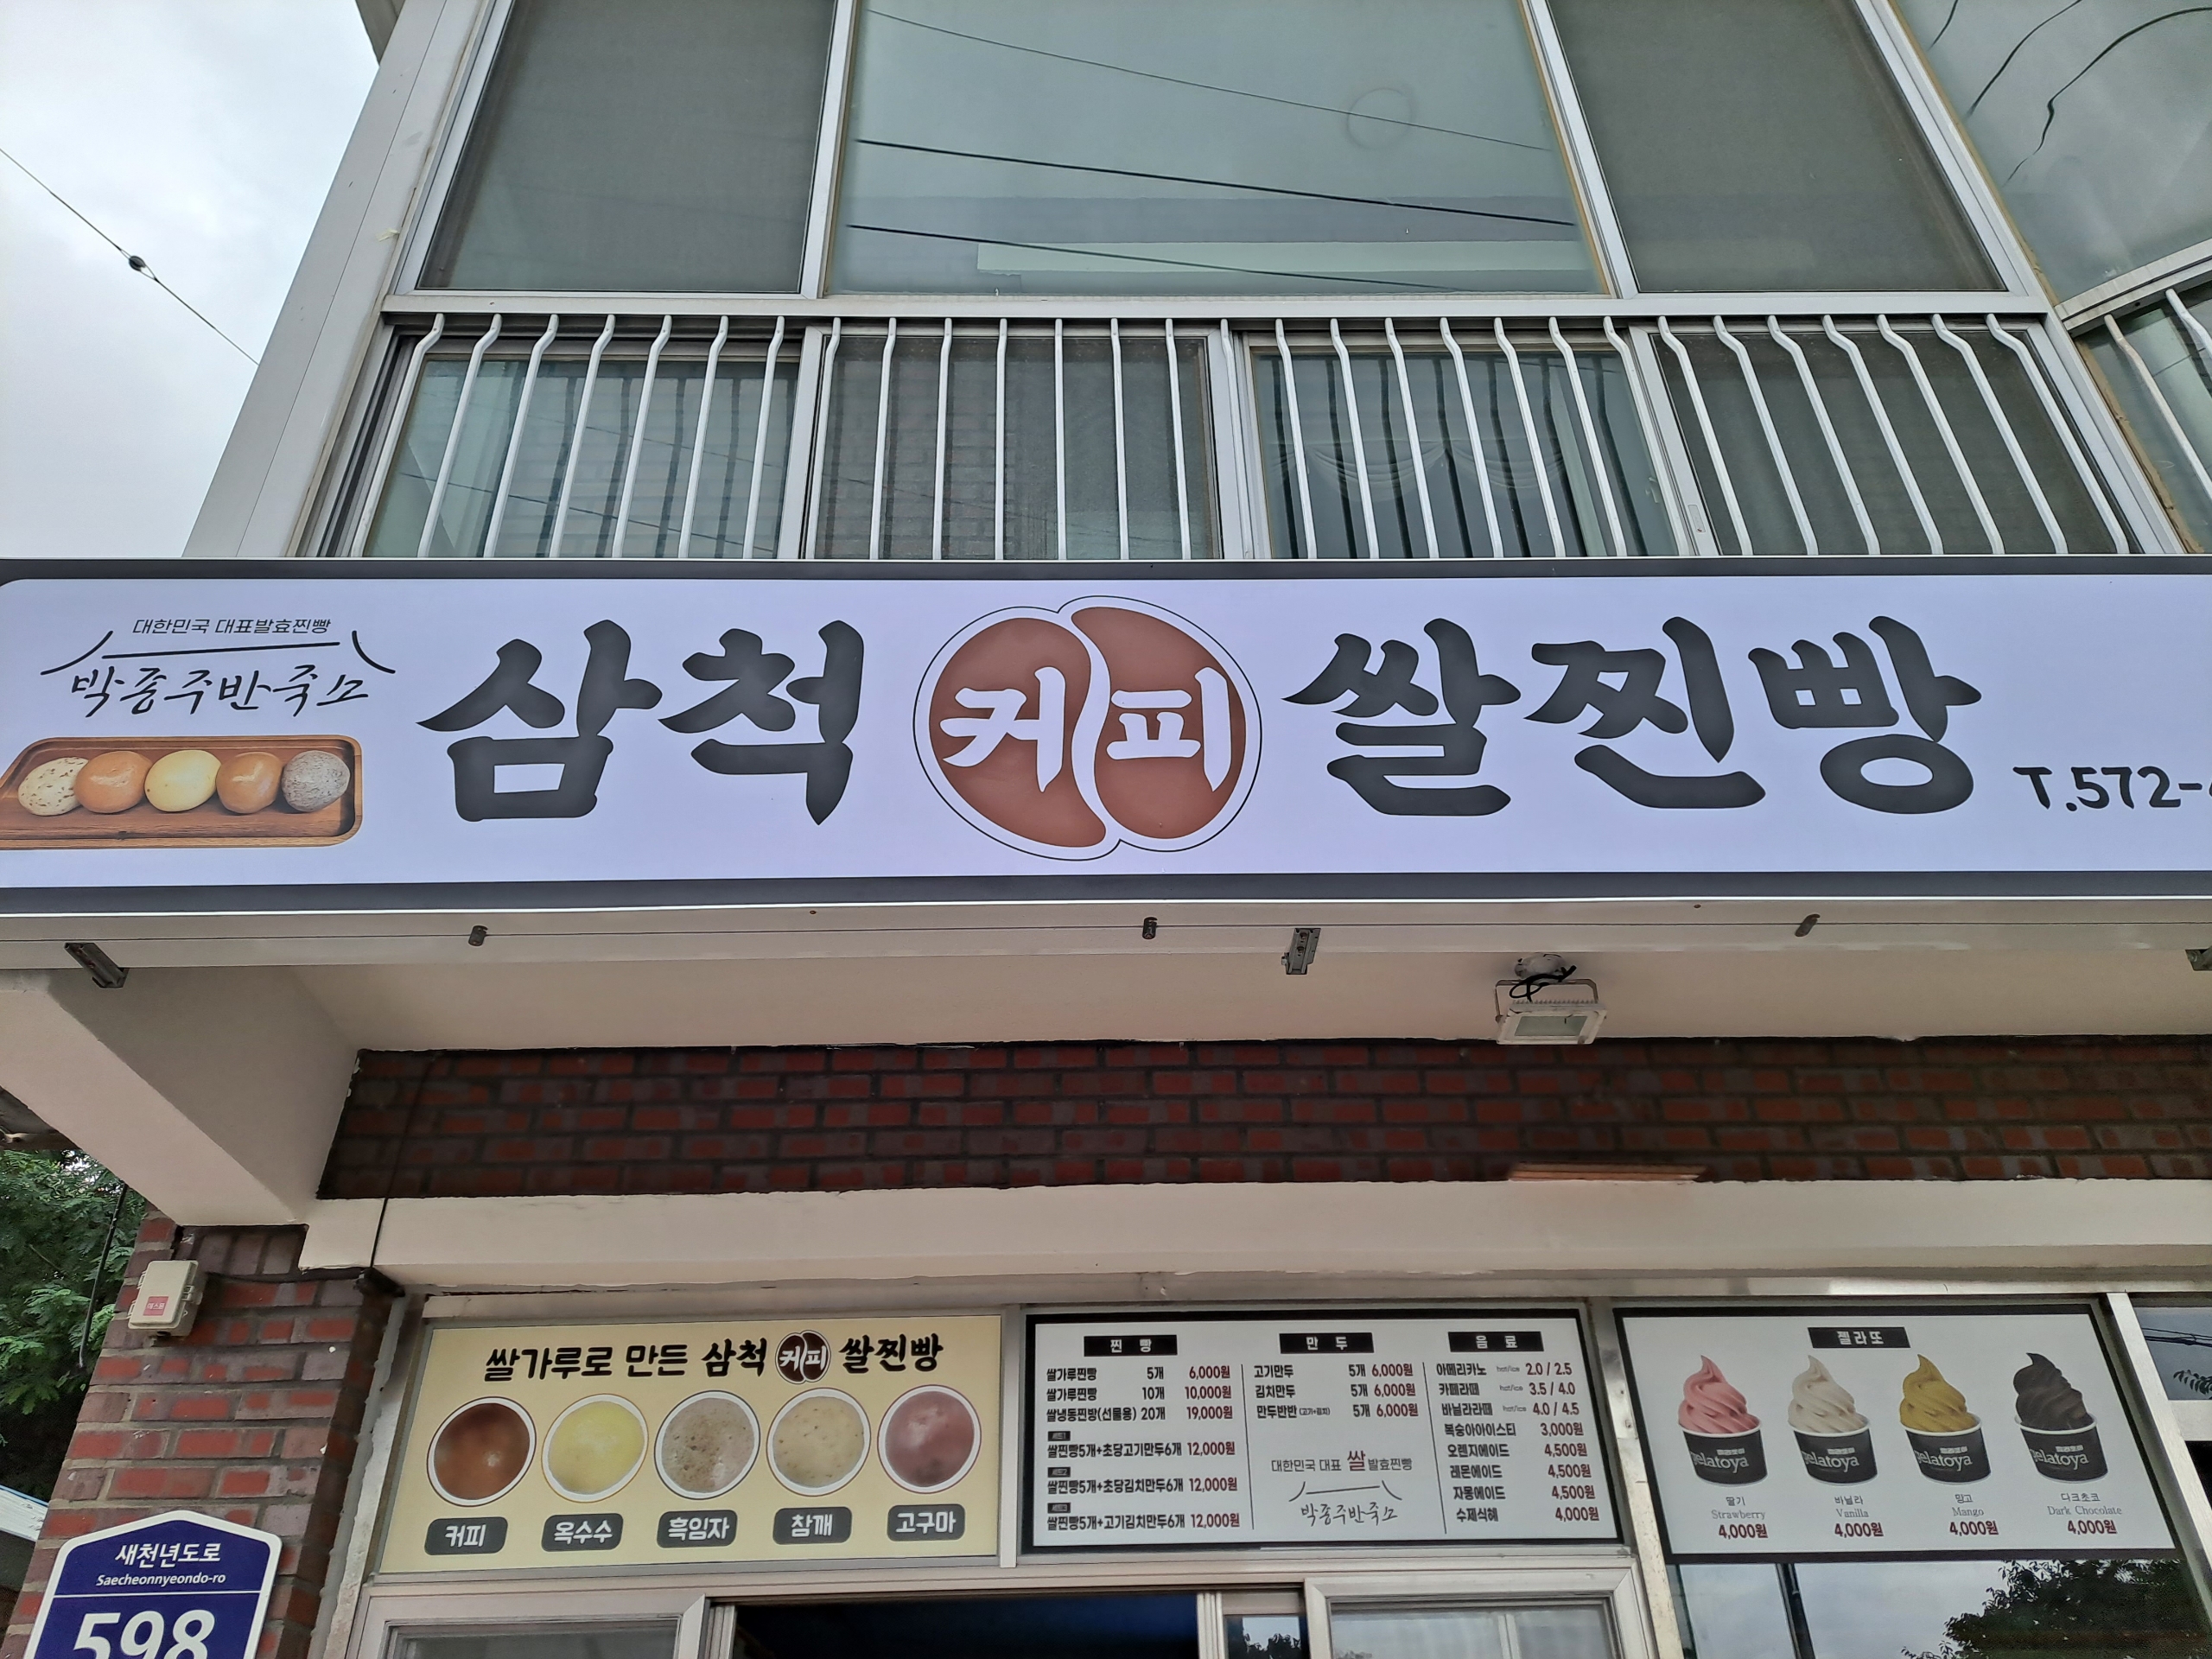 대한민국 대표발효찐빵
박종주반죽소
삼척 커피 쌀찐빵
T.572-
쌀가루로 만든 삼척 커피 쌀찐빵
커피 옥수수 흑임자 참깨 고구마
찐빵
쌀가루찐빵 5개 6,000원
쌀가루찐빵 10개 10,000원
쌀냉동찐빵(선물용) 20개 19,000원
쌀찐빵5개+초당고기만두6개 12,000원
쌀찐빵5개+초당김치만두6개 12,000원
쌀찐빵5개+고기김치만두6개 12,000원
만두
고기만두 5개 6,000원
김치만두 5개 6,000원
만두반반(고기+김치) 5개 6,000원
대한민국 대표 쌀발효찐빵
박종주반죽소
음료
아메리카노 hot/ice 2.0 / 2.5
카페라떼 hot/ice 3.5 / 4.0
바닐라라떼 hot/ice 4.0 / 4.5
복숭아아이스티 3,000원
오렌지에이드 4,500원
레몬에이드 4,500원
자몽에이드 4,500원
수제식혜 4,000원
젤라또
gelatoya gelatoya gelatoya gelatoya
딸기 바닐라 망고 다크초코
Strawberry Vanilla Mango Dark Chocolate
4,000원 4,000원 4,000원 4,000원
새천년도로
Saecheonnyeondo-ro
598